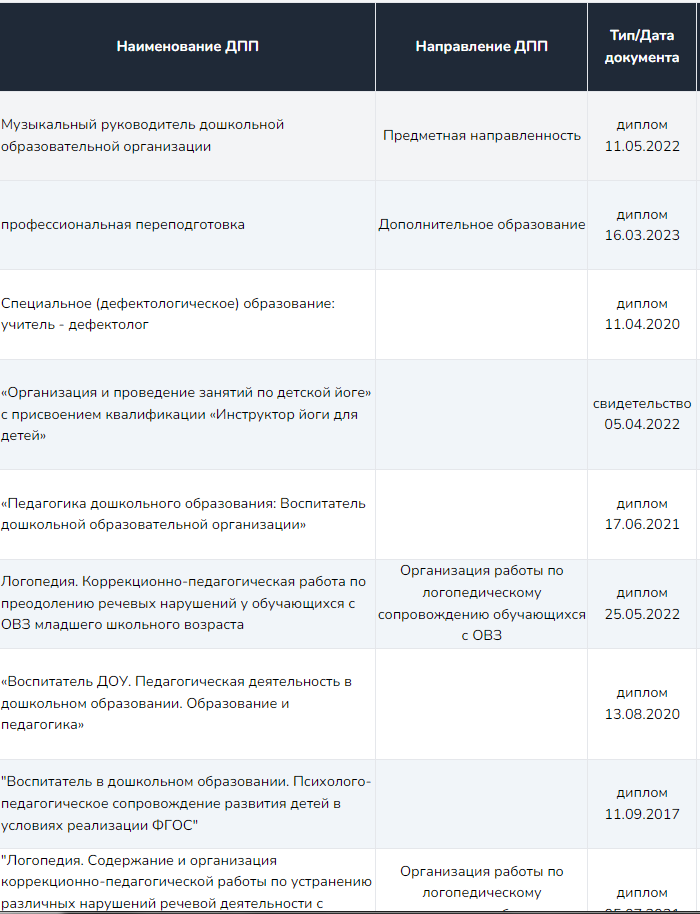 Наименование ДПП
Направление ДПП
Тип/Дата
документа
Музыкальный руководитель дошкольной
образовательной организации
Предметная направленность
диплом
11.05.2022
профессиональная переподготовка
Дополнительное образование
диплом
16.03.2023
Специальное (дефектологическое) образование:
учитель - дефектолог
диплом
11.04.2020
«Организация и проведение занятий по детской йоге»
с присвоением квалификации «Инструктор йоги для
детей»
свидетельство
05.04.2022
«Педагогика дошкольного образования: Воспитатель
дошкольной образовательной организации»
диплом
17.06.2021
Логопедия. Коррекционно-педагогическая работа по
преодолению речевых нарушений у обучающихся с
ОВЗ младшего школьного возраста
Организация работы по
логопедическому
сопровождению обучающихся
с ОВЗ
диплом
25.05.2022
«Воспитатель ДОУ. Педагогическая деятельность в
дошкольном образовании. Образование и
педагогика»
диплом
13.08.2020
"Воспитатель в дошкольном образовании. Психолого-
педагогическое сопровождение развития детей в
условиях реализации ФГОС"
диплом
11.09.2017
"Логопедия. Содержание и организация
коррекционно-педагогической работы по устранению
различных нарушений речевой деятельности с
Организация работы по
логопедическому
диплом